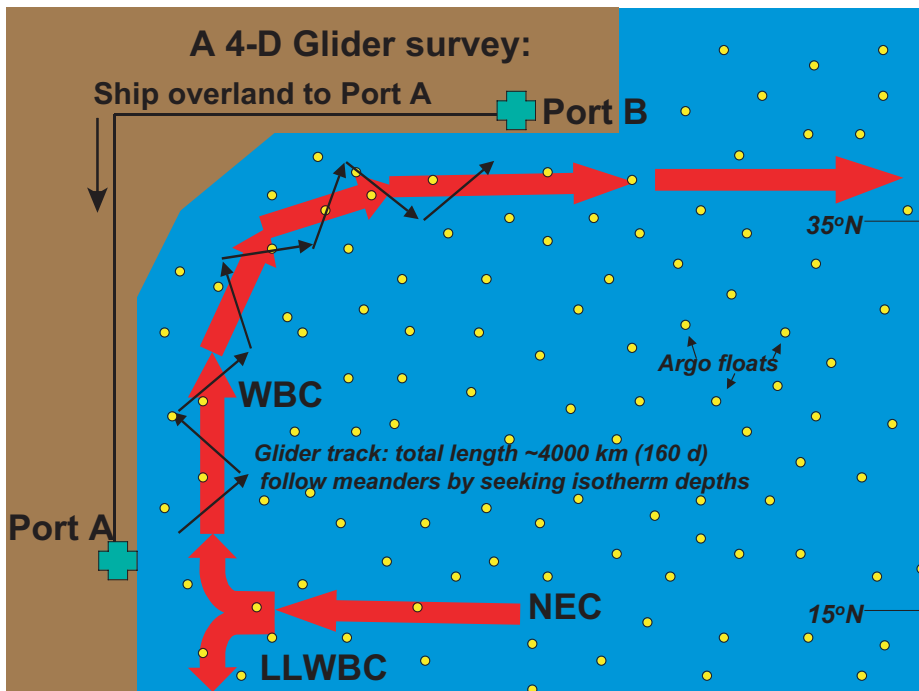 A 4-D Glider survey:
Ship overland to Port A
Port B
35°N
Argo floats
WBC
Glider track: total length ~4000 km (160 d)
follow meanders by seeking isotherm depths
Port A
NEC
15°N
LLWBC